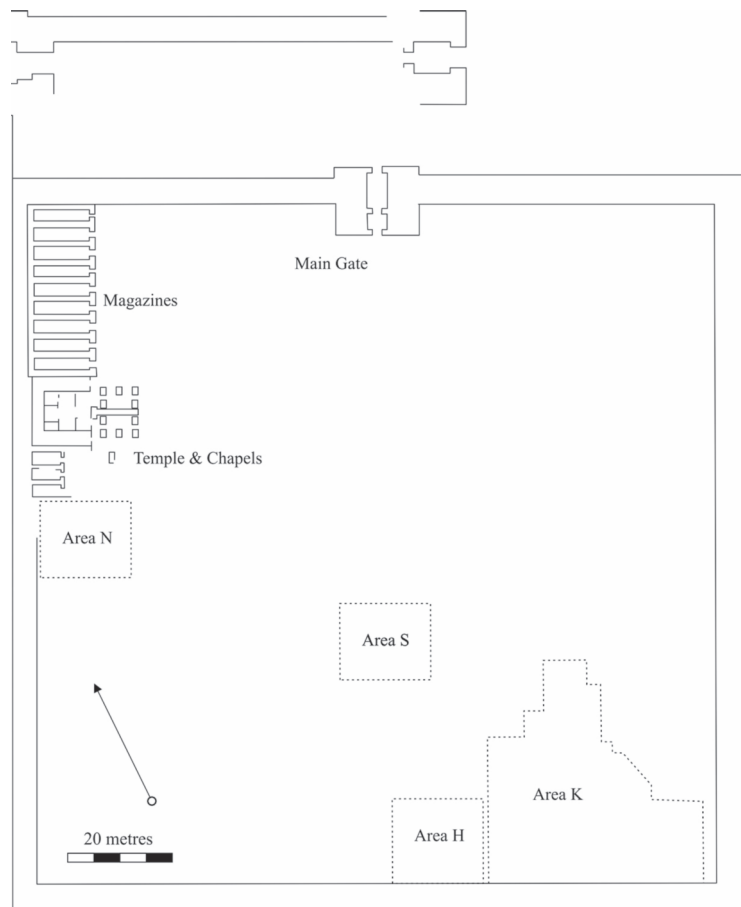 Main Gate
Magazines
Temple & Chapels
Area N
Area S
Area K
Area H
20 metres